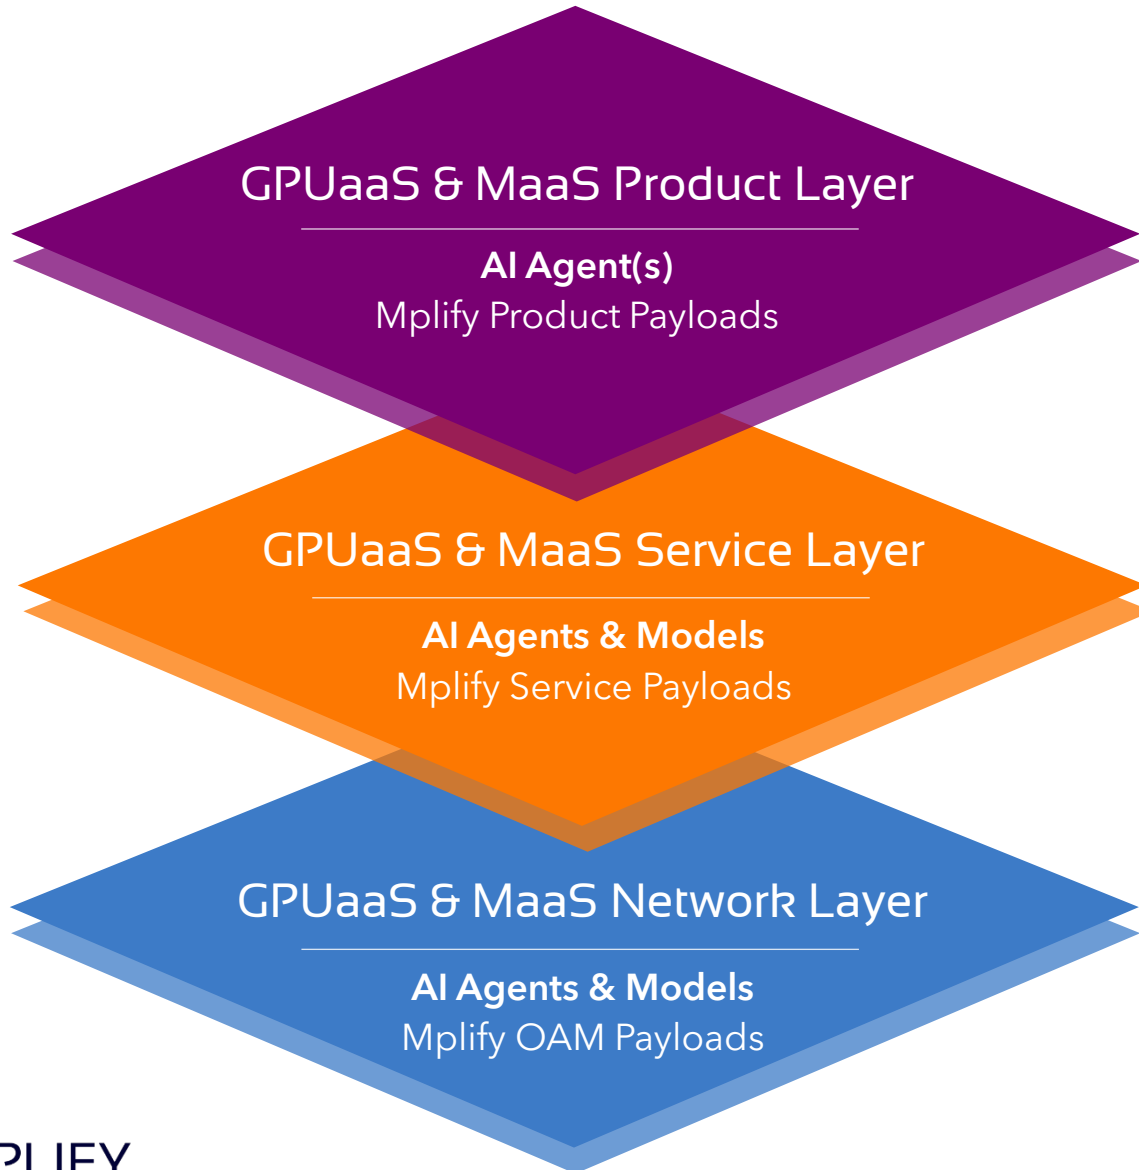 GPUaaS & MaaS Product Layer
AI Agent(s)
Mplify Product Payloads
GPUaaS & MaaS Service Layer
AI Agents & Models
Mplify Service Payloads
GPUaaS & MaaS Network Layer
AI Agents & Models
Mplify OAM Payloads